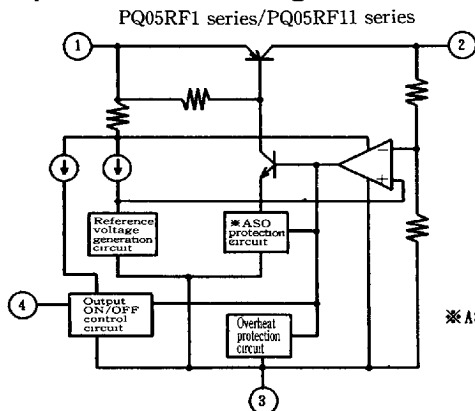 PQ05RF1 series/PQ05RF11 series
1
2
−
+
Reference
voltage
generation
circuit
※ASO
protection
circuit
4
Output
ON/OFF
control
circuit
Overheat
protection
circuit
※AS
3